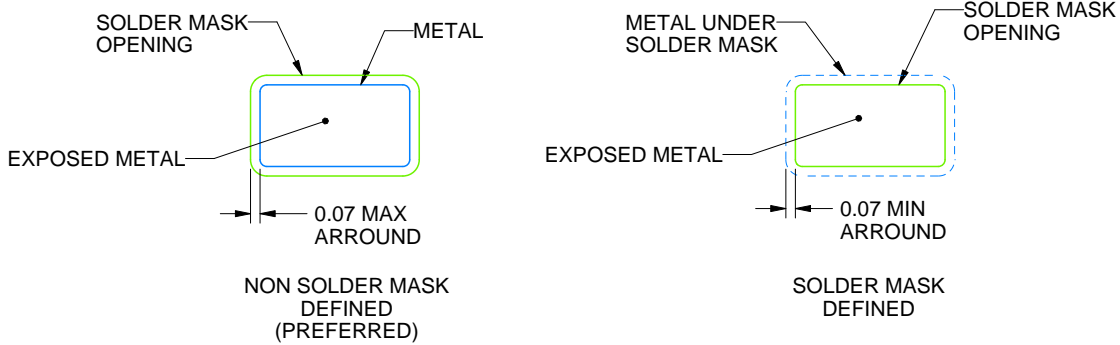 SOLDER MASK
OPENING
METAL
EXPOSED METAL
0.07 MAX
ARROUND
NON SOLDER MASK
DEFINED
(PREFERRED)
METAL UNDER
SOLDER MASK
SOLDER MASK
OPENING
EXPOSED METAL
0.07 MIN
ARROUND
SOLDER MASK
DEFINED